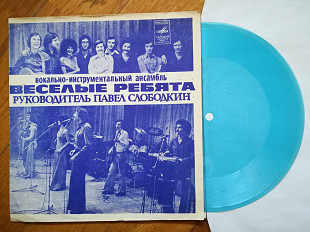 вокально-инструментальный ансамбль
ВЕСЕЛЫЕ РЕБЯТА
РУКОВОДИТЕЛЬ ПАВЕЛ СЛОБОДКИН